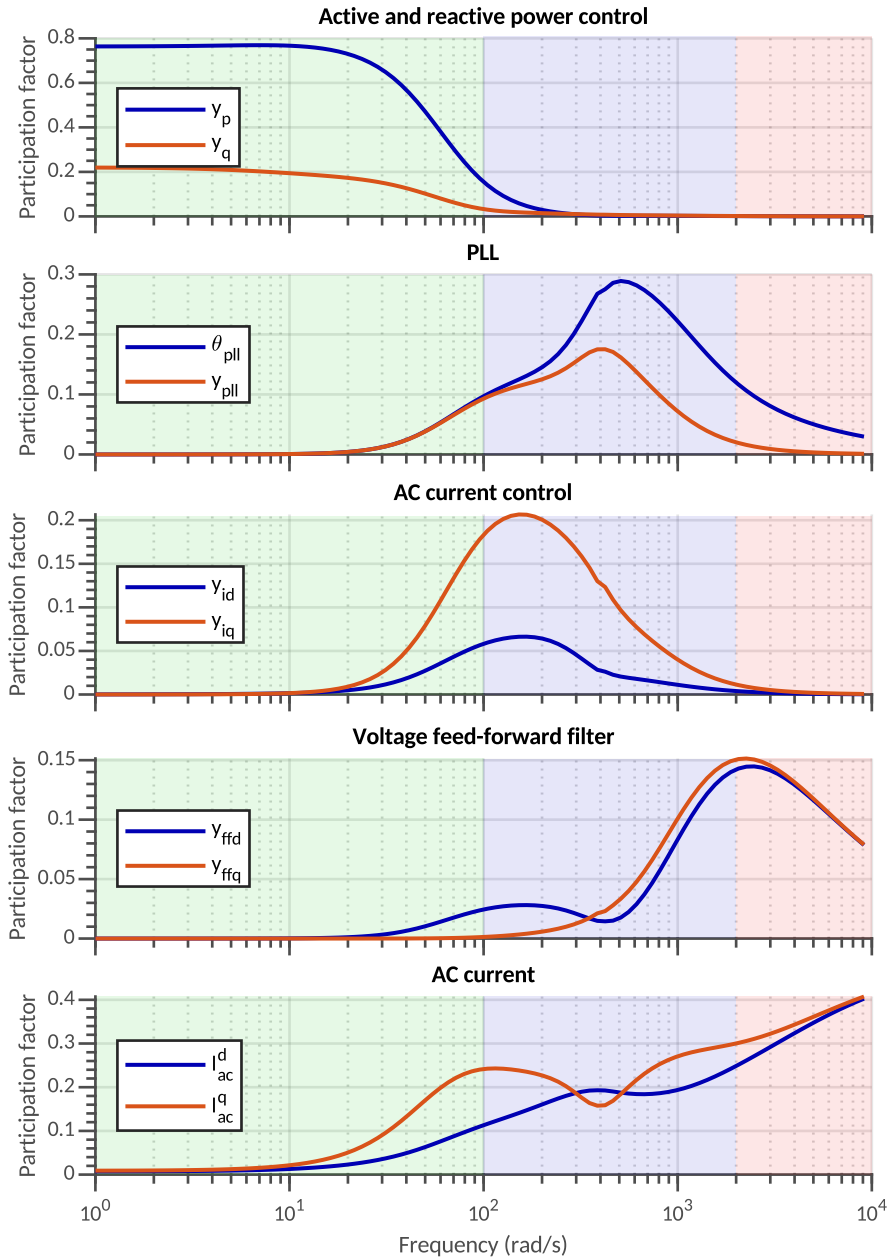 Active and reactive power control
Participation factor
0.8
0.6
0.4
0.2
0
y_p
y_q
PLL
Participation factor
0.3
0.2
0.1
0
θ_pll
y_pll
AC current control
Participation factor
0.2
0.15
0.1
0.05
0
y_id
y_iq
Voltage feed-forward filter
Participation factor
0.15
0.1
0.05
0
y_ffd
y_ffq
AC current
Participation factor
0.4
0.3
0.2
0.1
0
I_ac^d
I_ac^q
10^0 10^1 10^2 10^3 10^4
Frequency (rad/s)